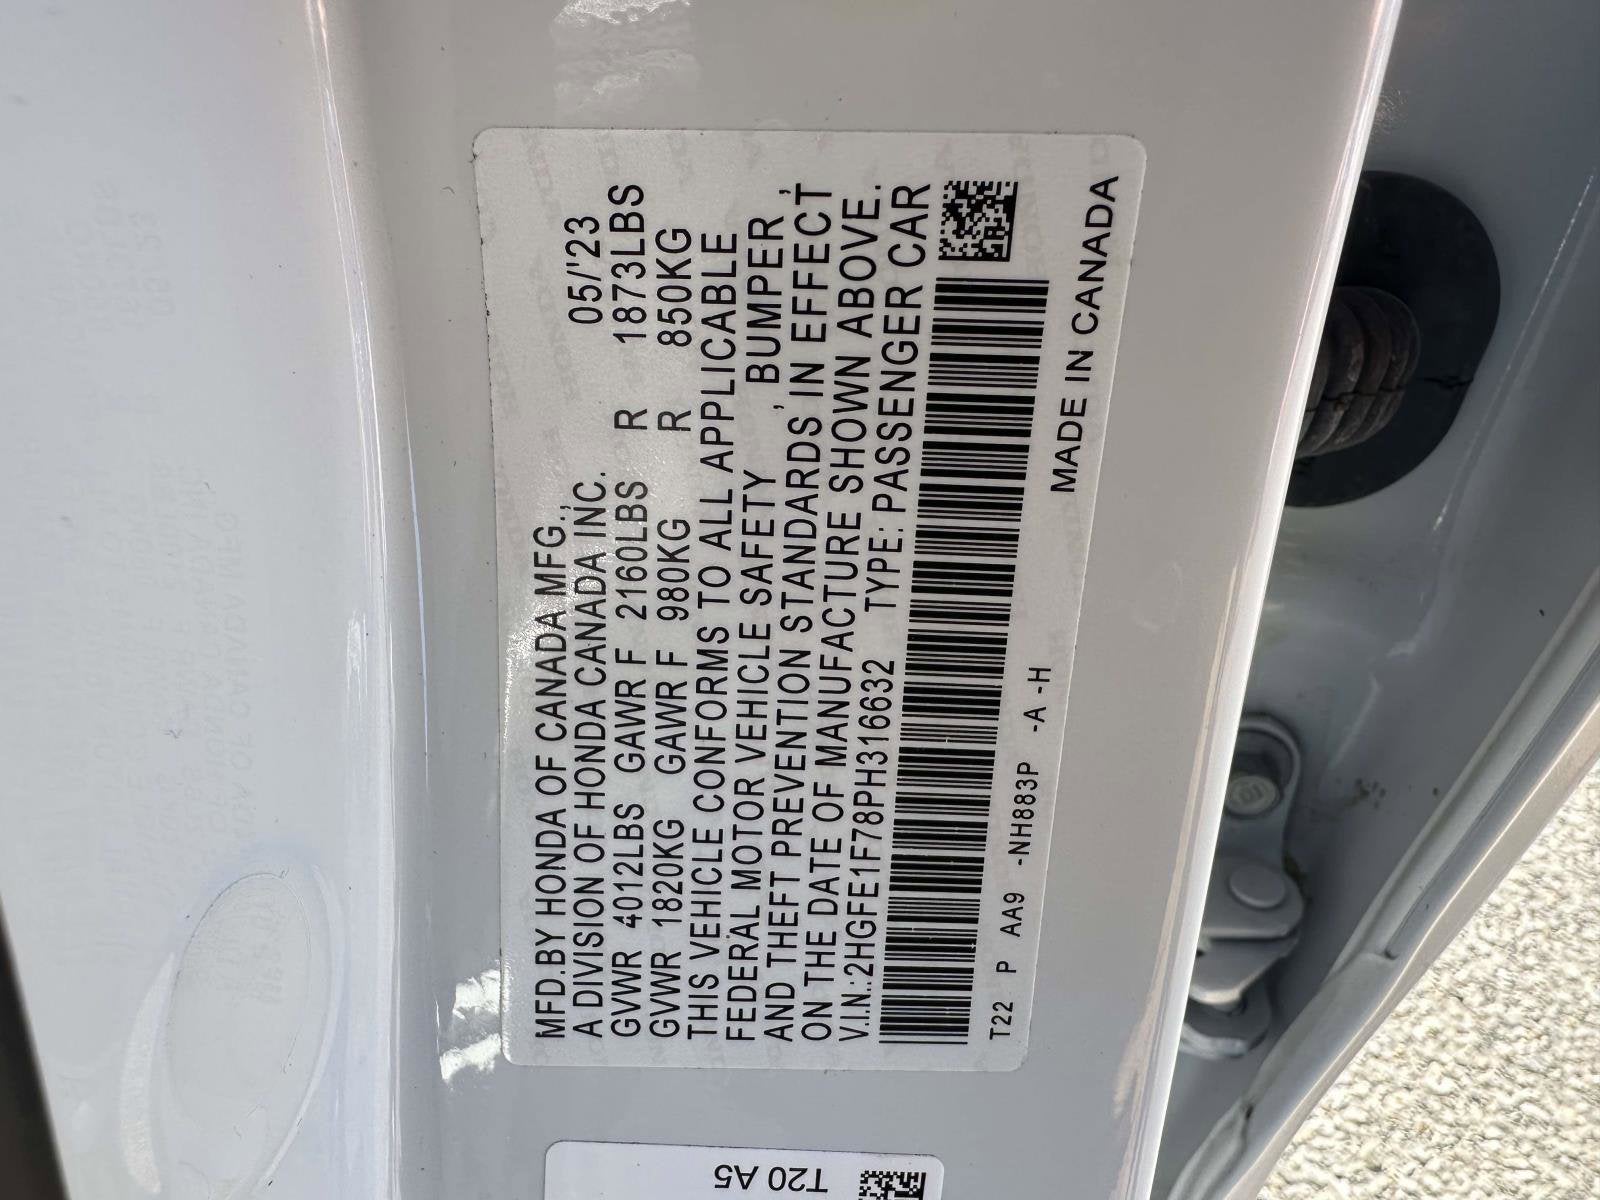 MFD.BY HONDA OF CANADA MFG.,
A DIVISION OF HONDA CANADA INC. 05/'23
GVWR 4012LBS GAWR F 2160LBS R 1873LBS
GVWR 1820KG GAWR F 980KG R 850KG
THIS VEHICLE CONFORMS TO ALL APPLICABLE
FEDERAL MOTOR VEHICLE SAFETY , BUMPER ,
AND THEFT PREVENTION STANDARDS IN EFFECT
ON THE DATE OF MANUFACTURE SHOWN ABOVE.
V.I.N.:2HGFE1F78PH316632 TYPE: PASSENGER CAR
T22 P AA9 -NH883P -A -H
MADE IN CANADA
T20 A5